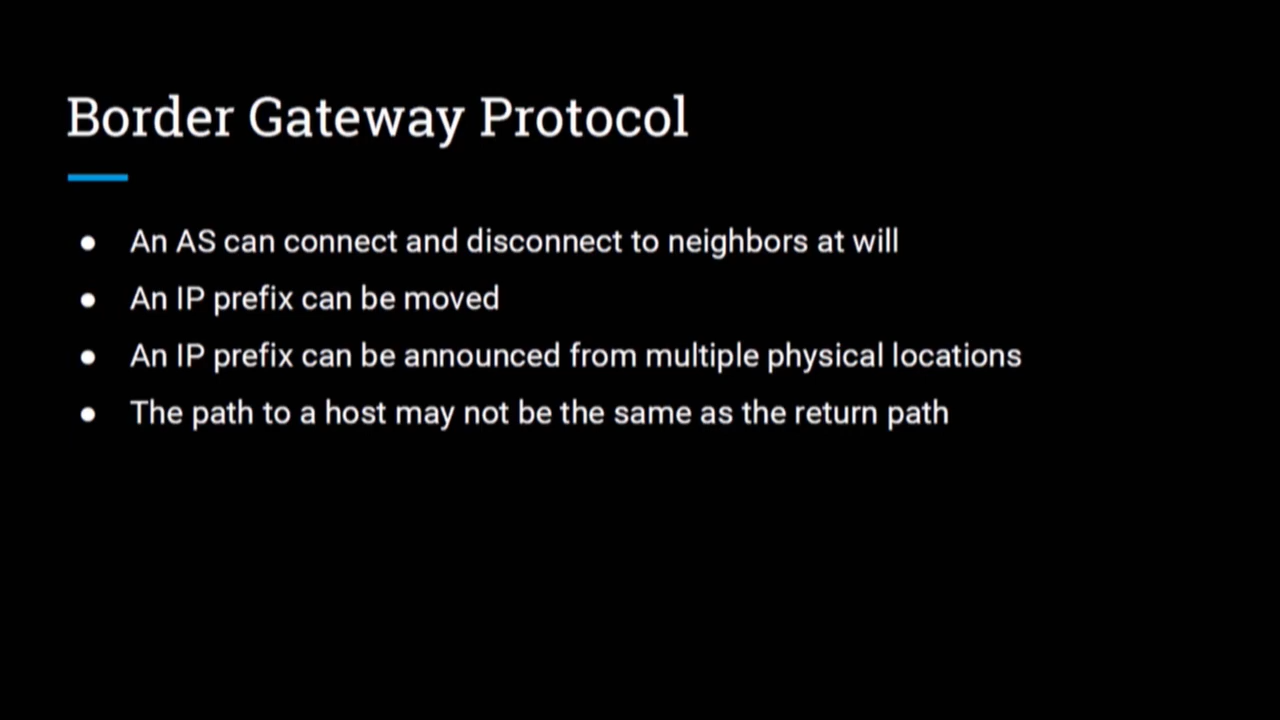 Border Gateway Protocol
● An AS can connect and disconnect to neighbors at will
● An IP prefix can be moved
● An IP prefix can be announced from multiple physical locations
● The path to a host may not be the same as the return path